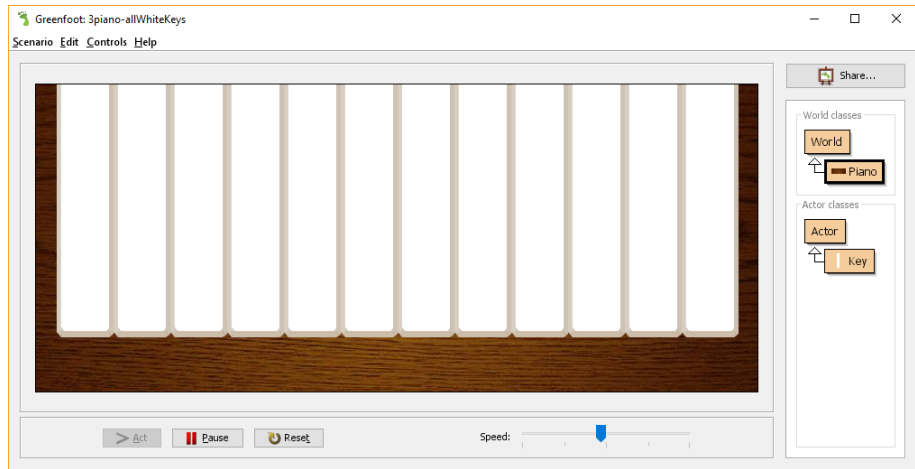 Greenfoot: 3piano-allWhiteKeys
Scenario Edit Controls Help
Share...
World classes
World
Piano
Actor classes
Actor
Key
Act Pause Reset Speed: